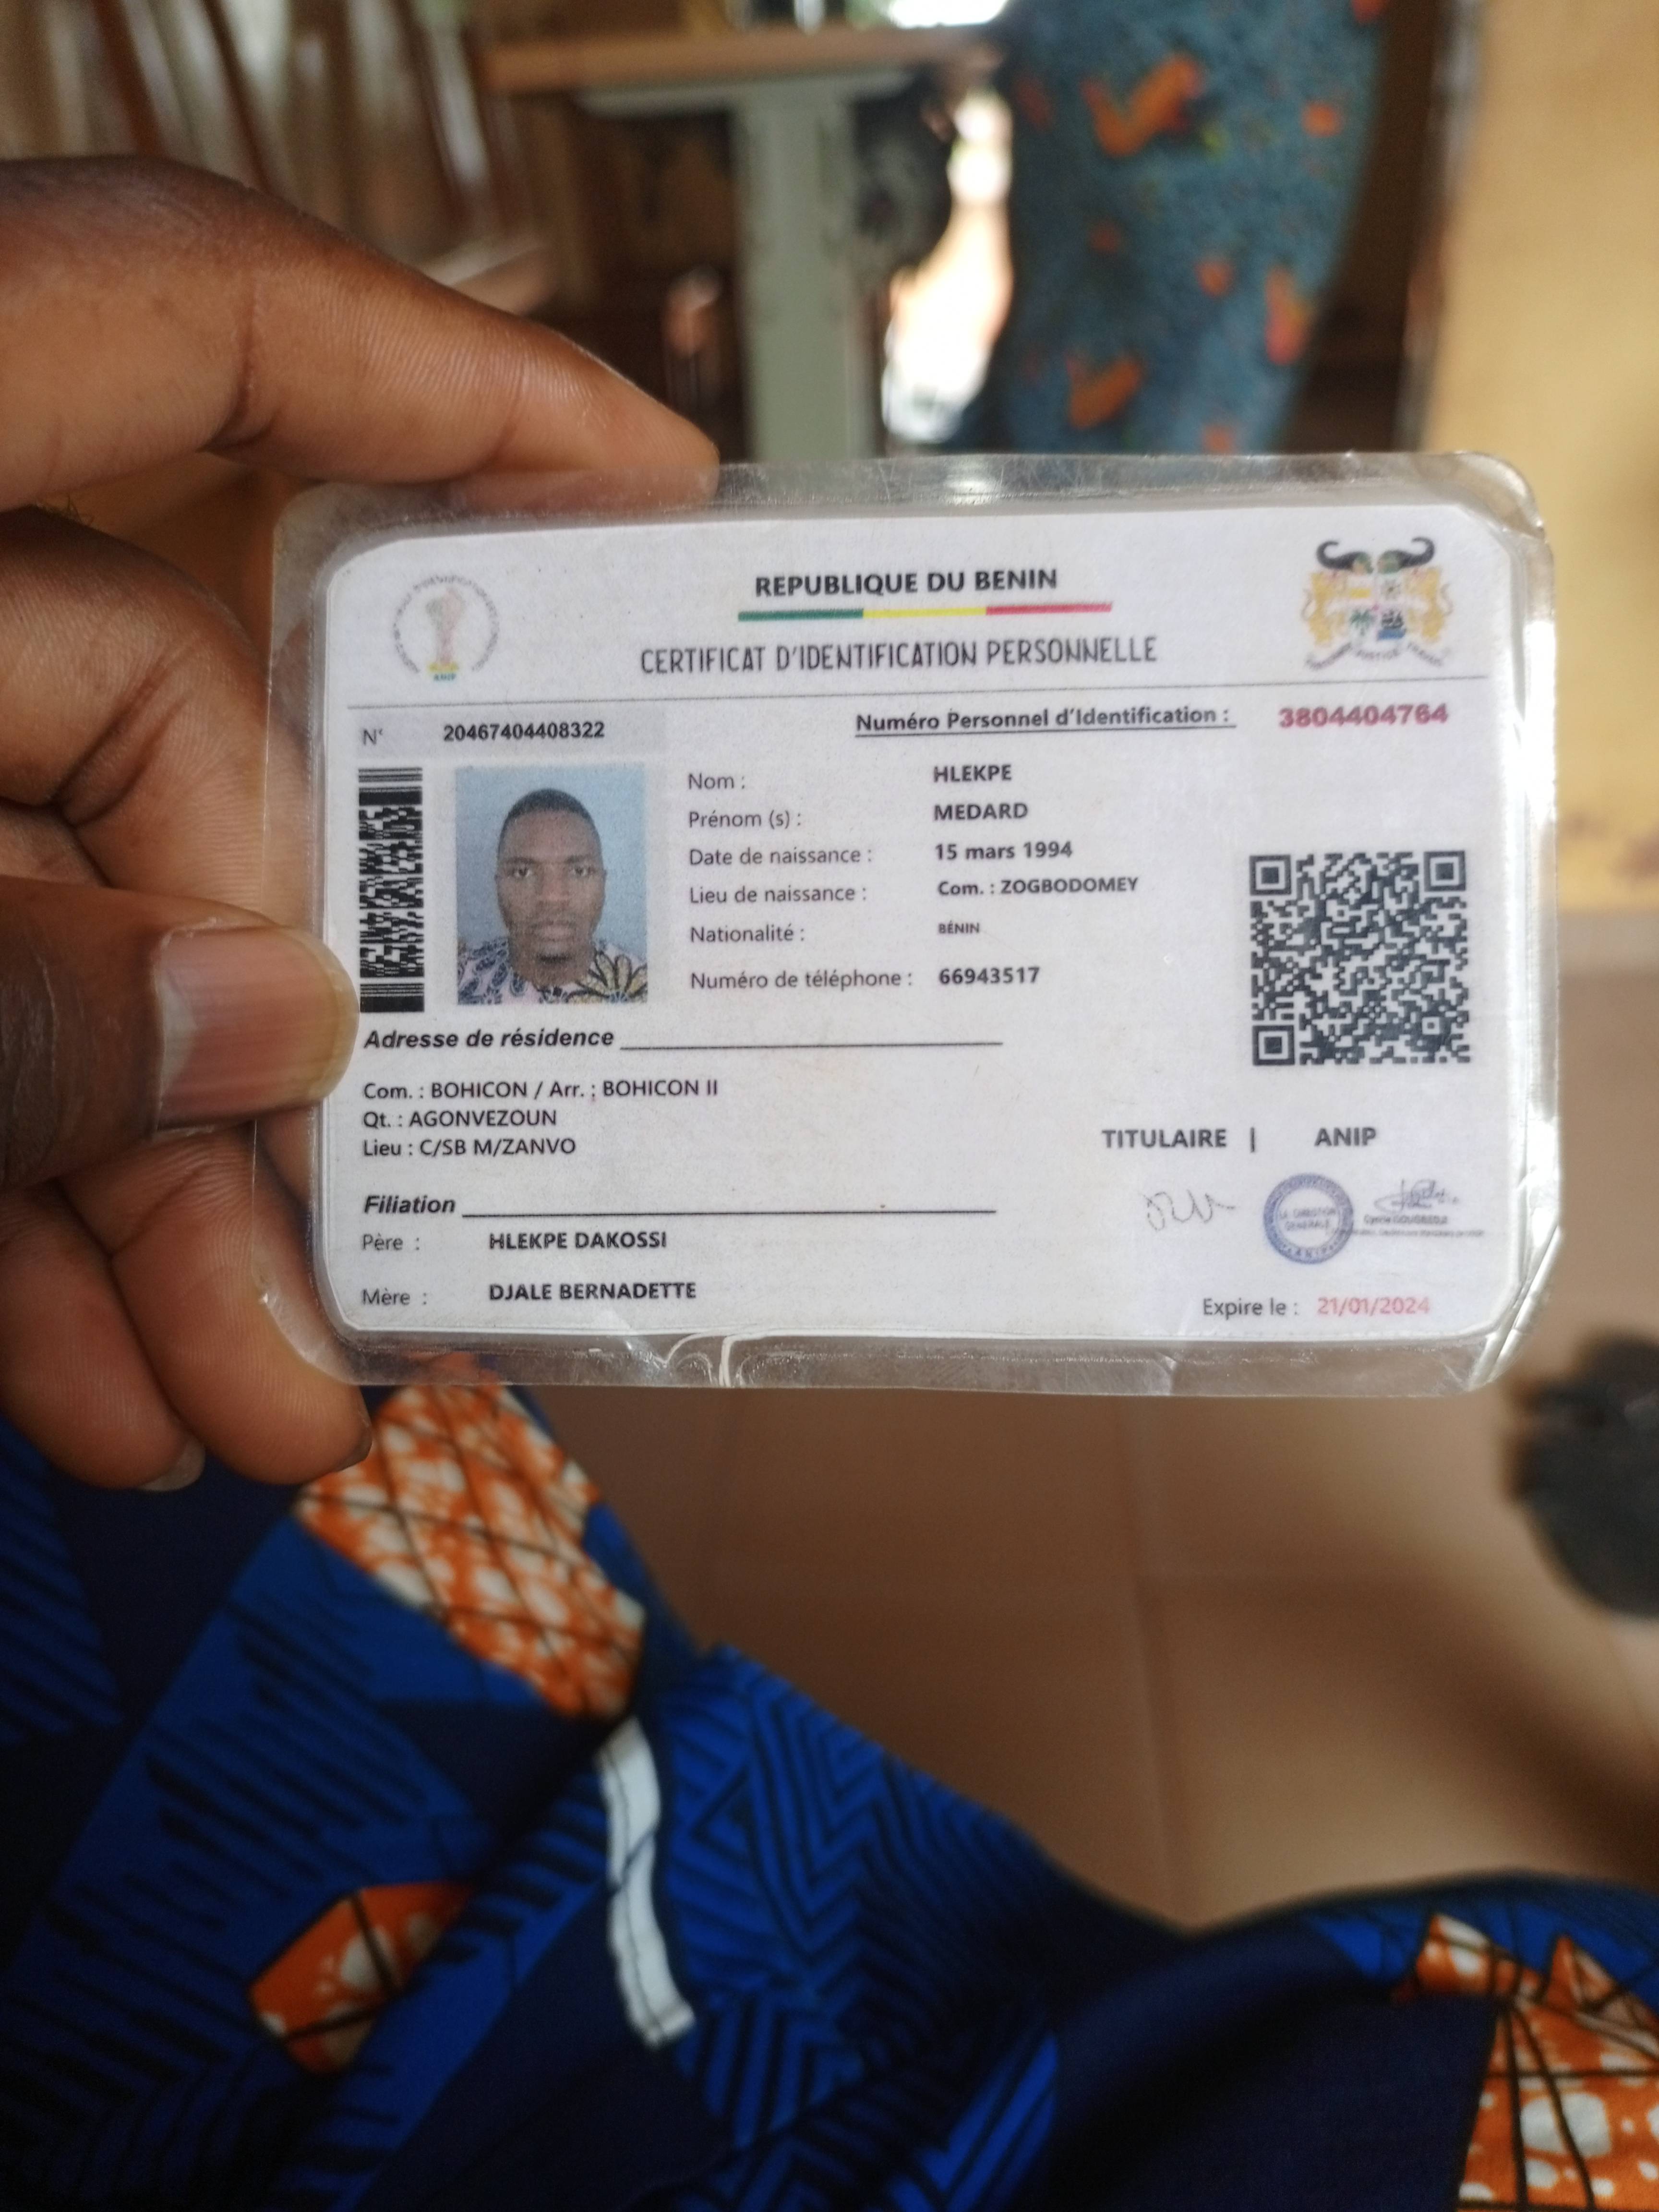 REPUBLIQUE DU BENIN
CERTIFICAT D'IDENTIFICATION PERSONNELLE
ANIP
N° 20467404408322
Numéro Personnel d'Identification : 3804404764
Nom : HLEKPE
Prénom (s) : MEDARD
Date de naissance : 15 mars 1994
Lieu de naissance : Com. : ZOGBODOMEY
Nationalité : BÉNIN
Numéro de téléphone : 66943517
Adresse de résidence
Com. : BOHICON / Arr. : BOHICON II
Qt. : AGONVEZOUN
Lieu : C/SB M/ZANVO
TITULAIRE | ANIP
LA DIRECTION
GENERALE
Filiation
Père : HLEKPE DAKOSSI
Mère : DJALE BERNADETTE
Expire le : 21/01/2024